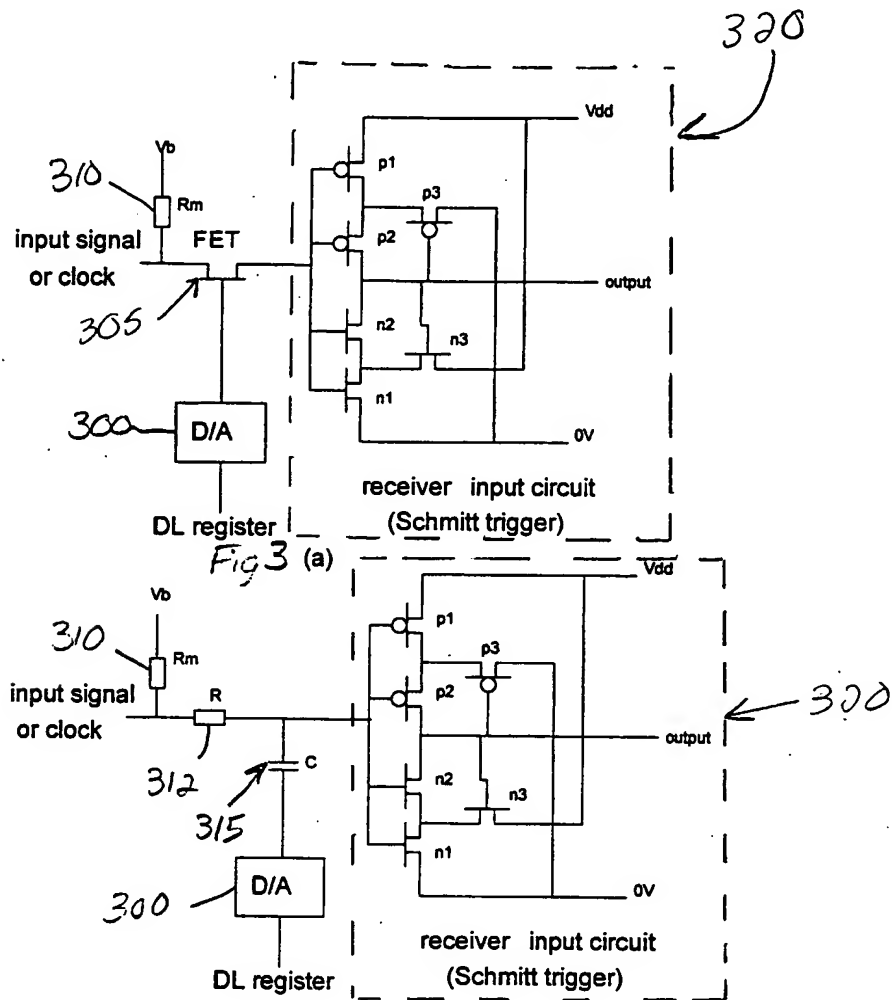 320
Vdd
Vb
p1
310
Rm
p3
input signal
FET
p2
or clock
output
305
n2
n3
n1
300
D/A
0V
receiver input circuit
(Schmitt trigger)
DL register
Fig 3 (a)
Vdd
Vb
p1
310
Rm
p3
input signal
R
p2
300
or clock
output
312
C
n2
n3
315
n1
D/A
300
0V
receiver input circuit
(Schmitt trigger)
DL register